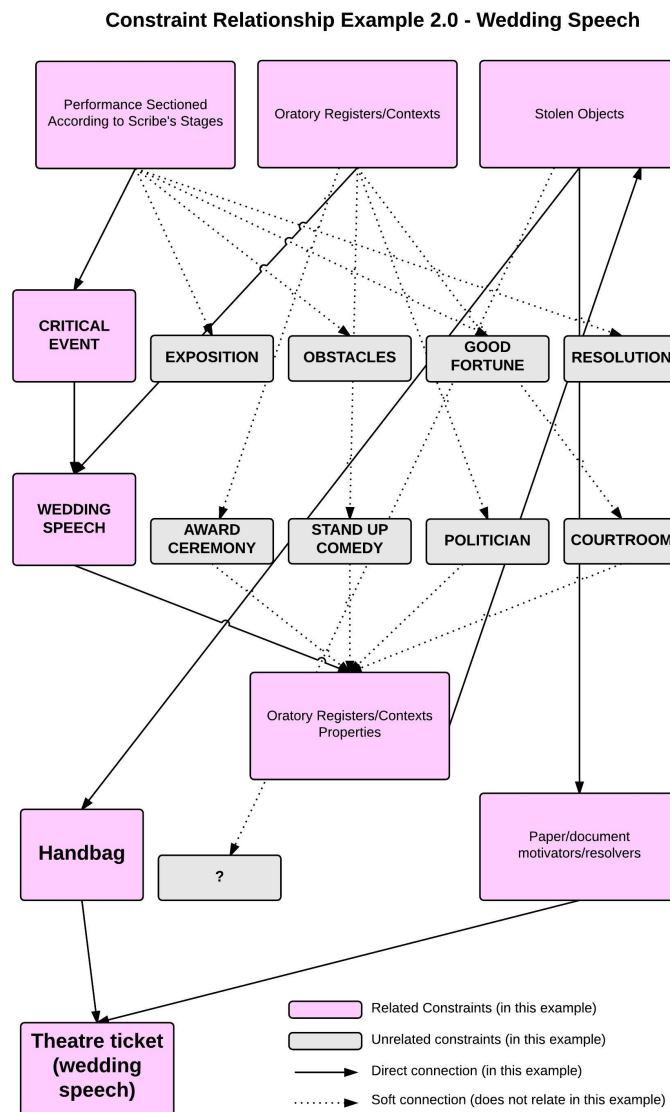 Constraint Relationship Example 2.0 - Wedding Speech
Performance Sectioned
According to Scribe's Stages
Oratory Registers/Contexts
Stolen Objects
CRITICAL
EVENT
EXPOSITION
OBSTACLES
GOOD
FORTUNE
RESOLUTION
WEDDING
SPEECH
AWARD
CEREMONY
STAND UP
COMEDY
POLITICIAN
COURTROOM
Oratory Registers/Contexts
Properties
Handbag
?
Paper/document
motivators/resolvers
Theatre ticket
(wedding
speech)
Related Constraints (in this example)
Unrelated constraints (in this example)
Direct connection (in this example)
Soft connection (does not relate in this example)